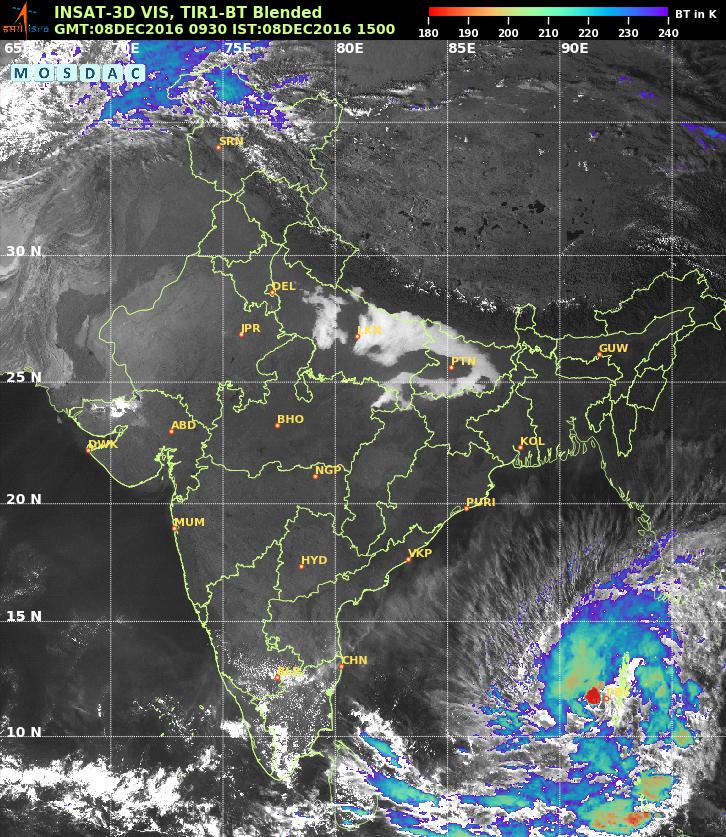 INSAT-3D VIS, TIR1-BT Blended
GMT:08DEC2016 0930 IST:08DEC2016 1500
BT in K
180 190 200 210 220 230 240
75E 80E 85E 90E
M O S D A C
SRN
30 N
DEL
JPR
LKN
GUW
PTN
25 N
ABD
BHO
KOL
DWK
NGP
20 N
PURI
MUM
VKP
HYD
15 N
CHN
10 N